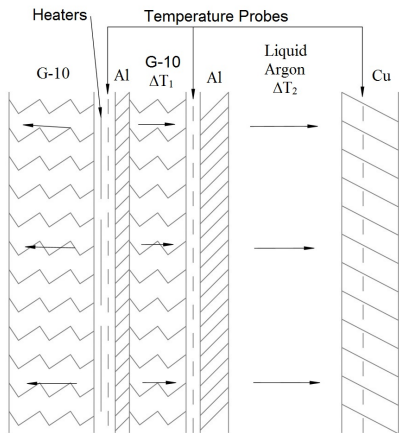 Heaters
Temperature Probes
G-10
Al
G-10
ΔT₁
Al
Liquid
Argon
ΔT₂
Cu